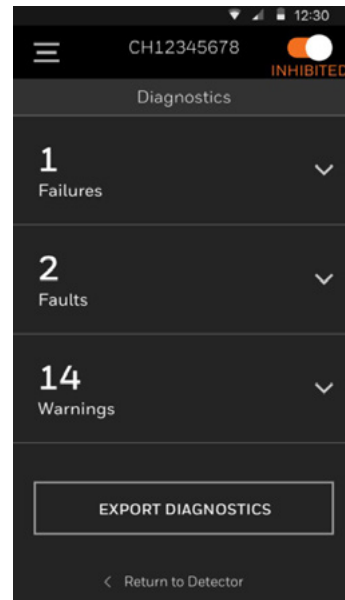 12:30
CH12345678
INHIBITED
Diagnostics
1
Failures
2
Faults
14
Warnings
EXPORT DIAGNOSTICS
Return to Detector